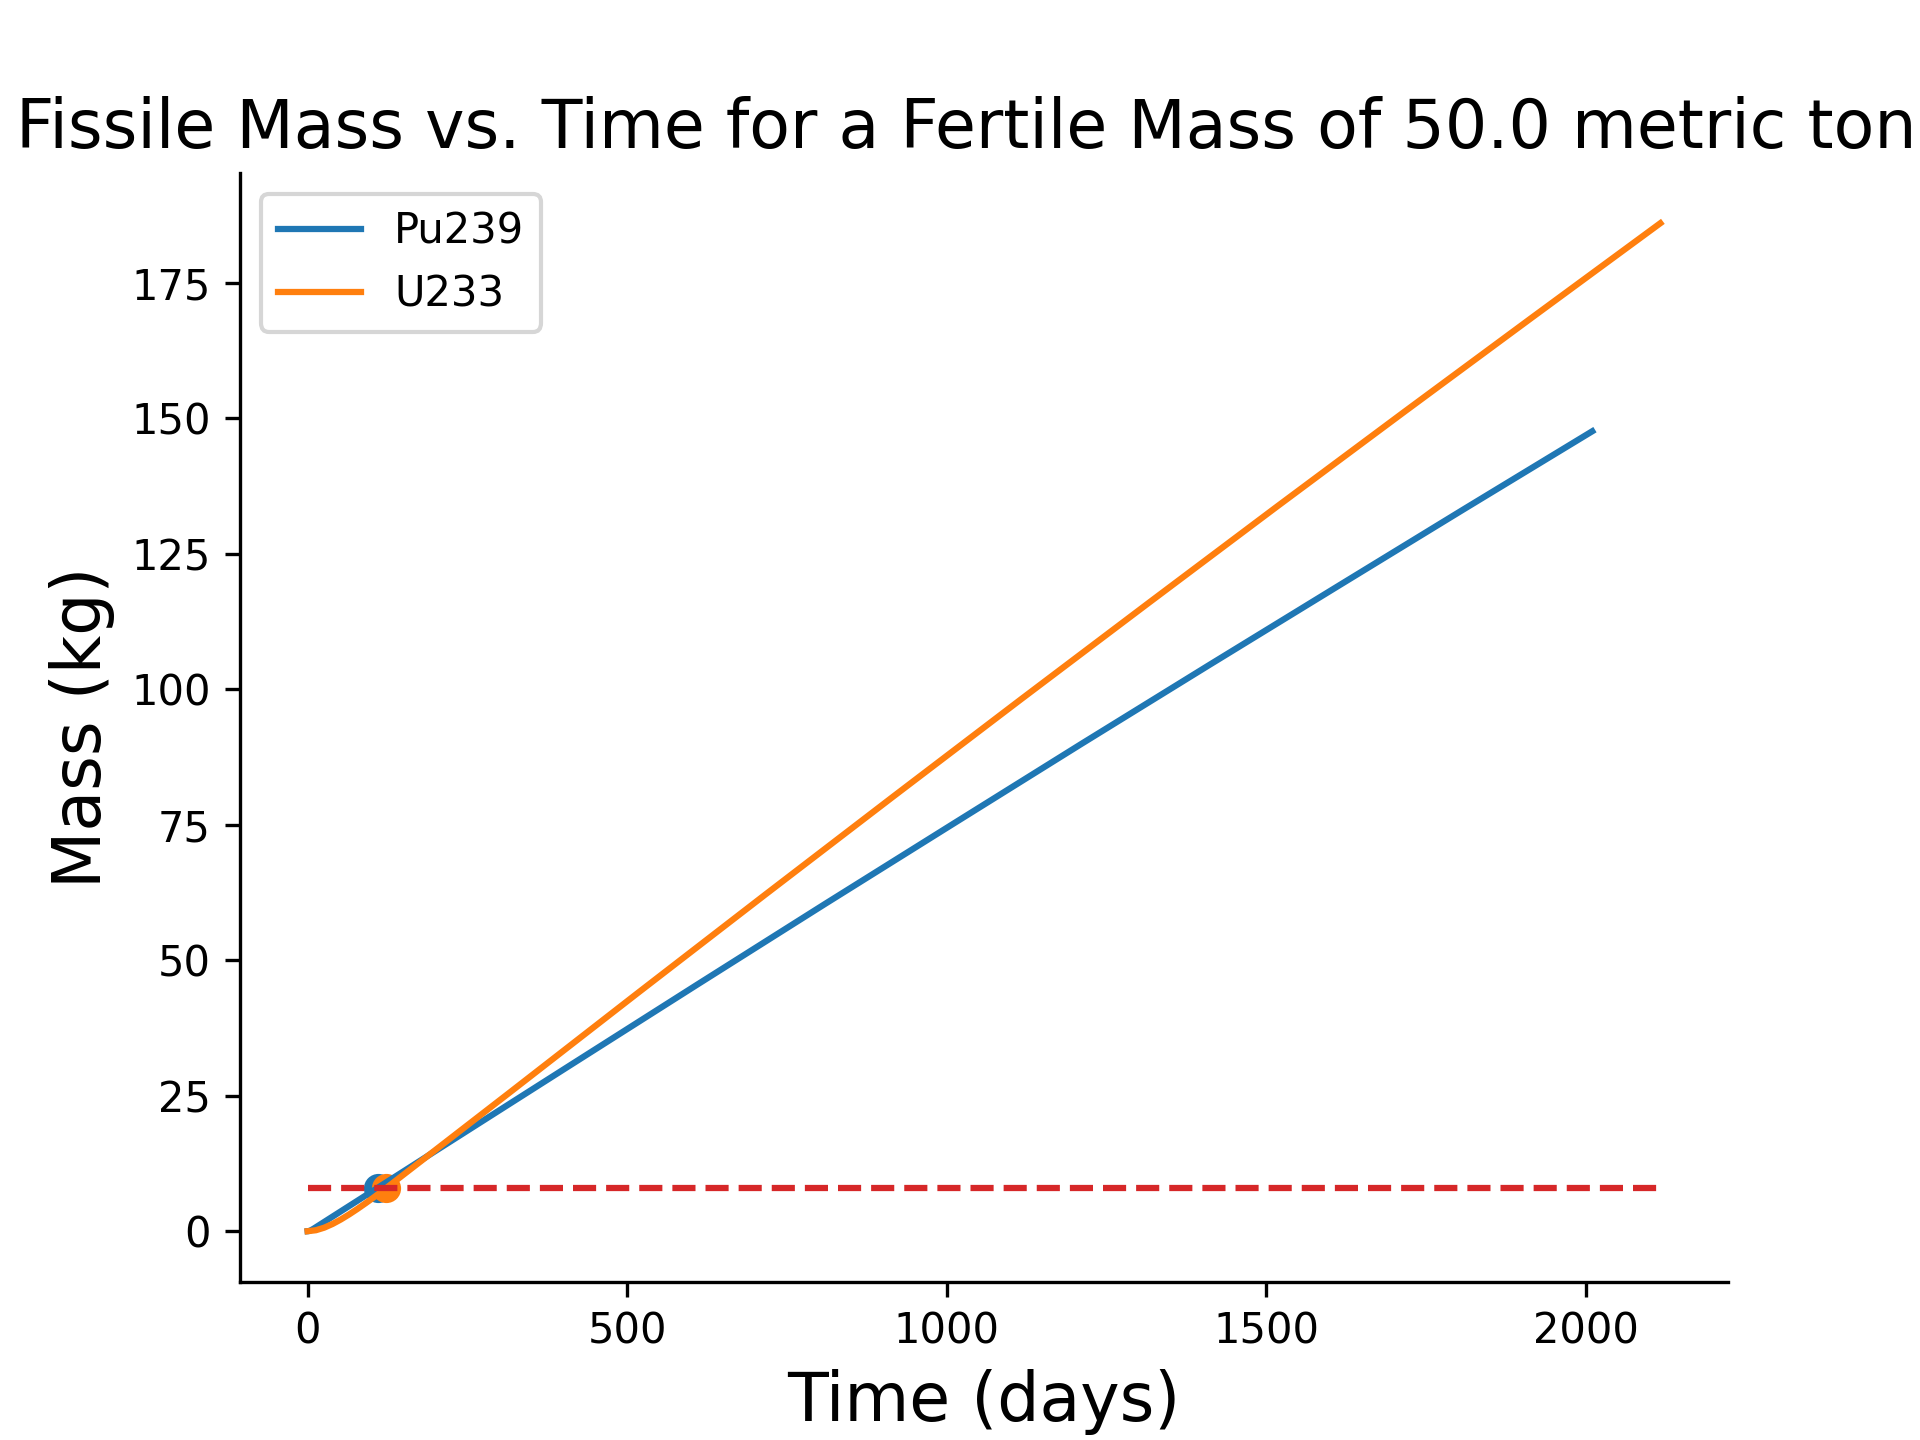 Fissile Mass vs. Time for a Fertile Mass of 50.0 metric ton
Pu239
U233
Mass (kg)
175
150
125
100
75
50
25
0
0 500 1000 1500 2000
Time (days)